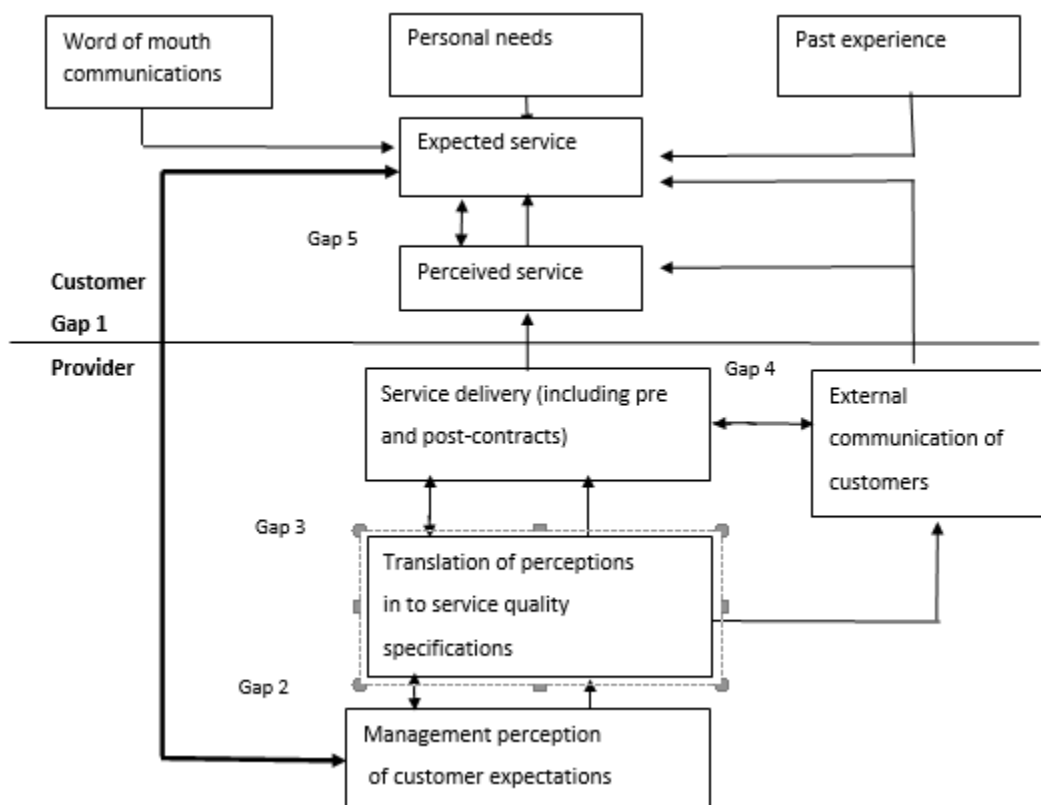 Word of mouth
communications
Personal needs
Past experience
Expected service
Gap 5
Perceived service
Customer
Gap 1
Provider
Gap 4
Service delivery (including pre
and post-contracts)
External
communication of
customers
Gap 3
Translation of perceptions
in to service quality
specifications
Gap 2
Management perception
of customer expectations